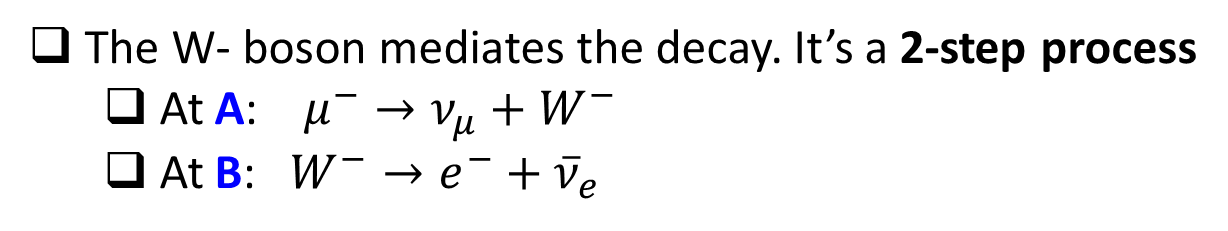 ❑ The W- boson mediates the decay. It’s a 2-step process
❑ At A: μ⁻ → ν_μ + W⁻
❑ At B: W⁻ → e⁻ + ν̄_e